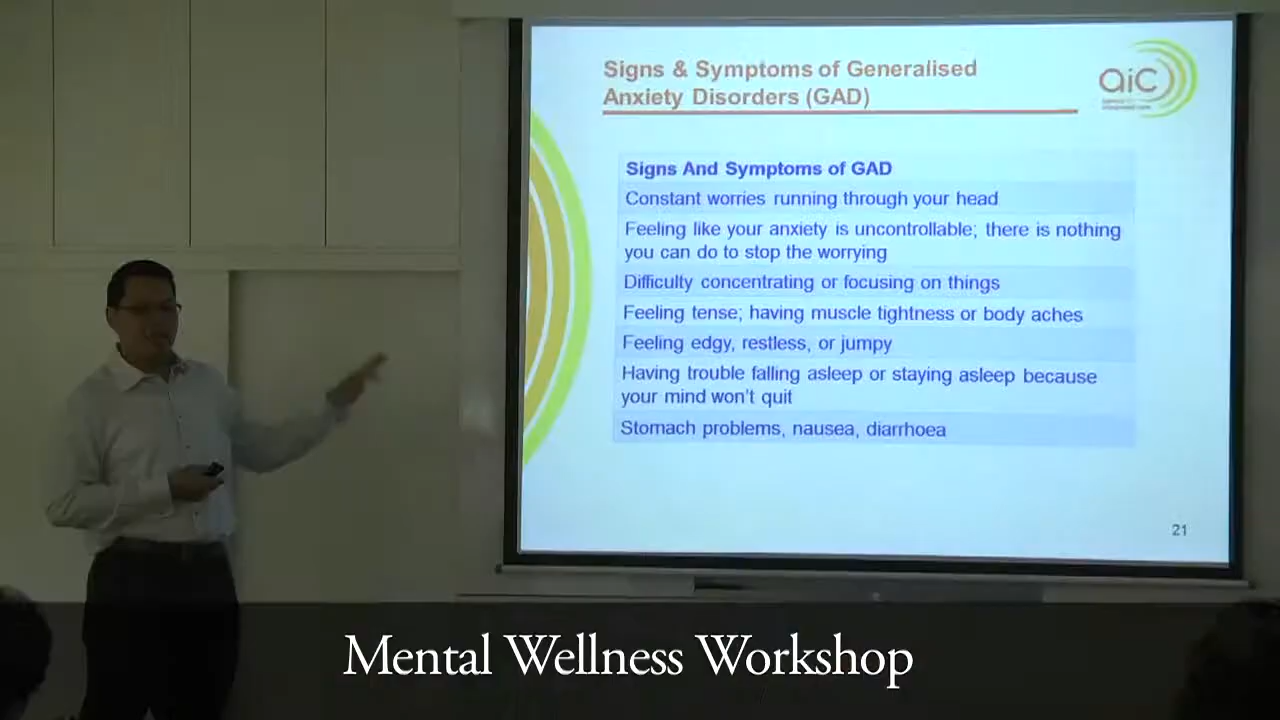 Signs & Symptoms of Generalised
Anxiety Disorders (GAD)
aic
Signs And Symptoms of GAD
Constant worries running through your head
Feeling like your anxiety is uncontrollable; there is nothing
you can do to stop the worrying
Difficulty concentrating or focusing on things
Feeling tense; having muscle tightness or body aches
Feeling edgy, restless, or jumpy
Having trouble falling asleep or staying asleep because
your mind won't quit
Stomach problems, nausea, diarrhoea
21
Mental Wellness Workshop